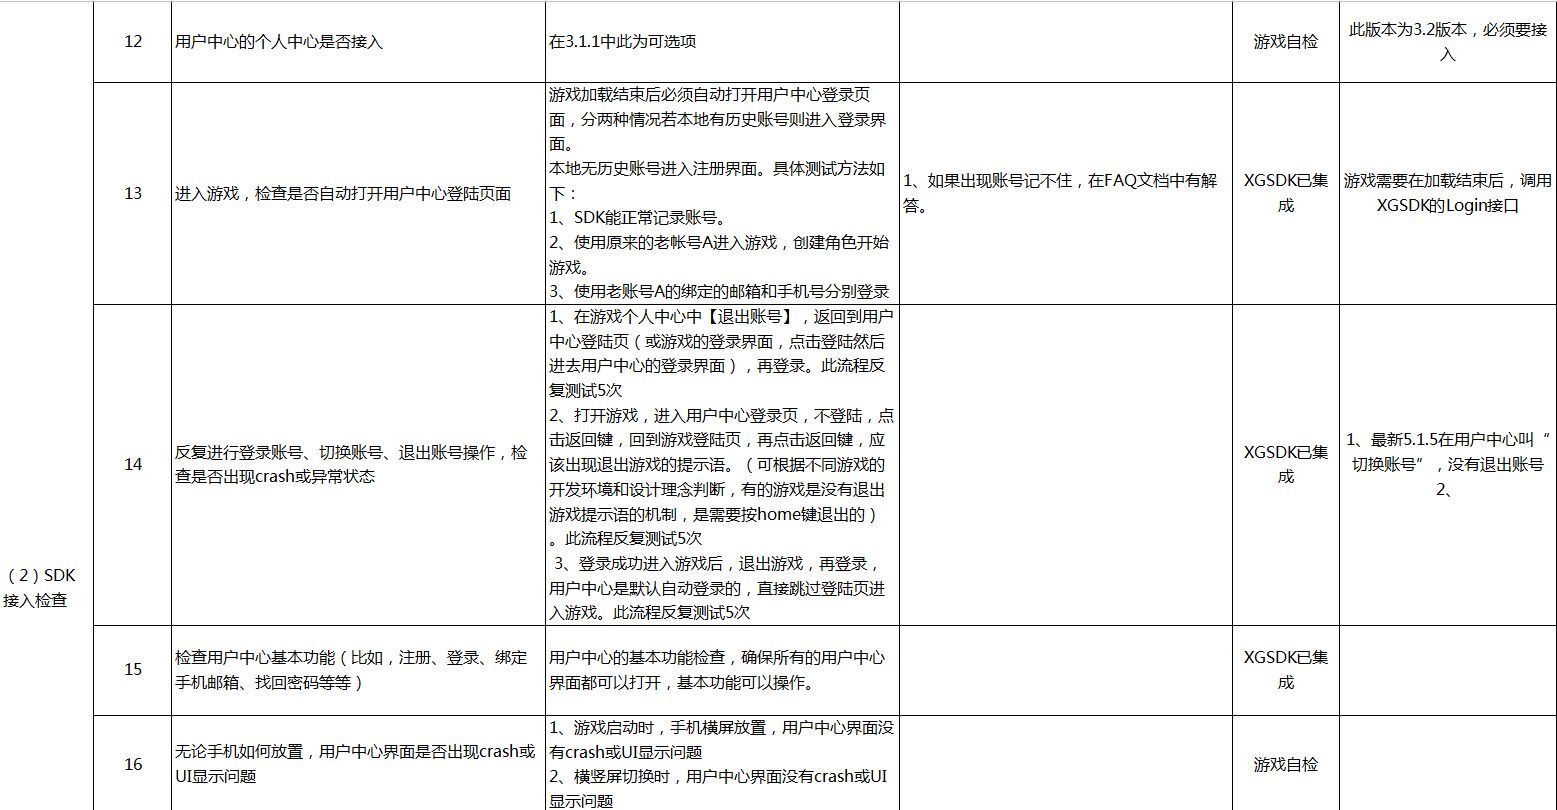 12
用户中心的个人中心是否接入
在3.1.1中此为可选项
游戏自检
此版本为3.2版本，必须要接
入
13
进入游戏，检查是否自动打开用户中心登陆页面
游戏加载结束后必须自动打开用户中心登录页
面，分两种情况若本地有历史账号则进入登录界
面。
本地无历史账号进入注册界面。具体测试方法如
下：
1、SDK能正常记录账号。
2、使用原来的老帐号A进入游戏，创建角色开始
游戏。
3、使用老账号A的绑定的邮箱和手机号分别登录
1、如果出现账号记不住，在FAQ文档中有解
答。
XGSDK已集
成
游戏需要在加载结束后，调用
XGSDK的Login接口
14
反复进行登录账号、切换账号、退出账号操作，检
查是否出现crash或异常状态
1、在游戏个人中心中【退出账号】，返回到用户
中心登陆页（或游戏的登录界面，点击登陆然后
进去用户中心的登录界面），再登录。此流程反
复测试5次
2、打开游戏，进入用户中心登录页，不登陆，点
击返回键，回到游戏登陆页，再点击返回键，应
该出现退出游戏的提示语。（可根据不同游戏的
开发环境和设计理念判断，有的游戏是没有退出
游戏提示语的机制，是需要按home键退出的）
。此流程反复测试5次
3、登录成功进入游戏后，退出游戏，再登录，
用户中心是默认自动登录的，直接跳过登陆页进
入游戏。此流程反复测试5次
XGSDK已集
成
1、最新5.1.5在用户中心叫“
切换账号”，没有退出账号
2、
（2）SDK
接入检查
15
检查用户中心基本功能（比如，注册、登录、绑定
手机邮箱、找回密码等等）
用户中心的基本功能检查，确保所有的用户中心
界面都可以打开，基本功能可以操作。
XGSDK已集
成
16
无论手机如何放置，用户中心界面是否出现crash或
UI显示问题
1、游戏启动时，手机横屏放置，用户中心界面没
有crash或UI显示问题
2、横竖屏切换时，用户中心界面没有crash或UI
显示问题
游戏自检